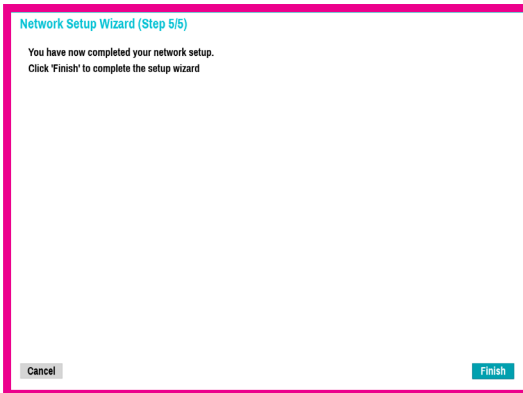 Network Setup Wizard (Step 5/5)
You have now completed your network setup.
Click 'Finish' to complete the setup wizard
Cancel
Finish